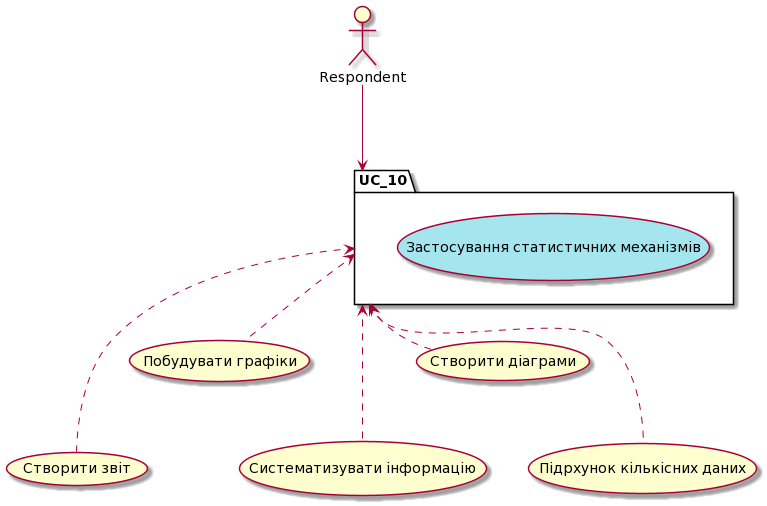 Respondent
UC_10
Застосування статистичних механізмів
Побудувати графіки
Створити діаграми
Створити звіт
Систематизувати інформацію
Підрхунок кількісних даних